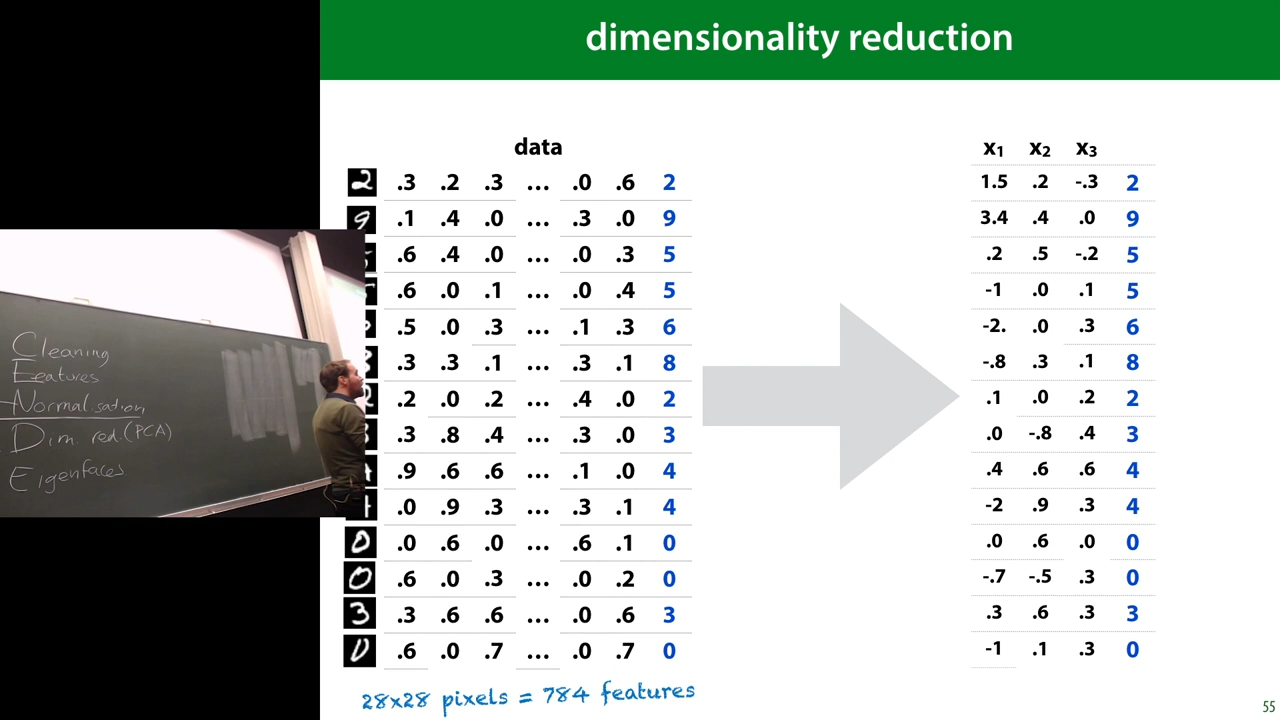 dimensionality reduction
data
.3 .2 .3 ... .0 .6 2
.1 .4 .0 ... .3 .0 9
.6 .4 .0 ... .0 .3 5
.6 .0 .1 ... .0 .4 5
.5 .0 .3 ... .1 .3 6
.3 .3 .1 ... .3 .1 8
.2 .0 .2 ... .4 .0 2
.3 .8 .4 ... .3 .0 3
.9 .6 .6 ... .1 .0 4
.0 .9 .3 ... .3 .1 4
.0 .6 .0 ... .6 .1 0
.6 .0 .3 ... .0 .2 0
.3 .6 .6 ... .0 .6 3
.6 .0 .7 ... .0 .7 0
28x28 pixels = 784 features
x₁ x₂ x₃
1.5 .2 -.3 2
3.4 .4 .0 9
.2 .5 -.2 5
-1 .0 .1 5
-2. .0 .3 6
-.8 .3 .1 8
.1 .0 .2 2
.0 -.8 .4 3
.4 .6 .6 4
-2 .9 .3 4
.0 .6 .0 0
-.7 -.5 .3 0
.3 .6 .3 3
-1 .1 .3 0
Cleaning
Features
Normalisation
Dim. red. (PCA)
Eigenfaces
55